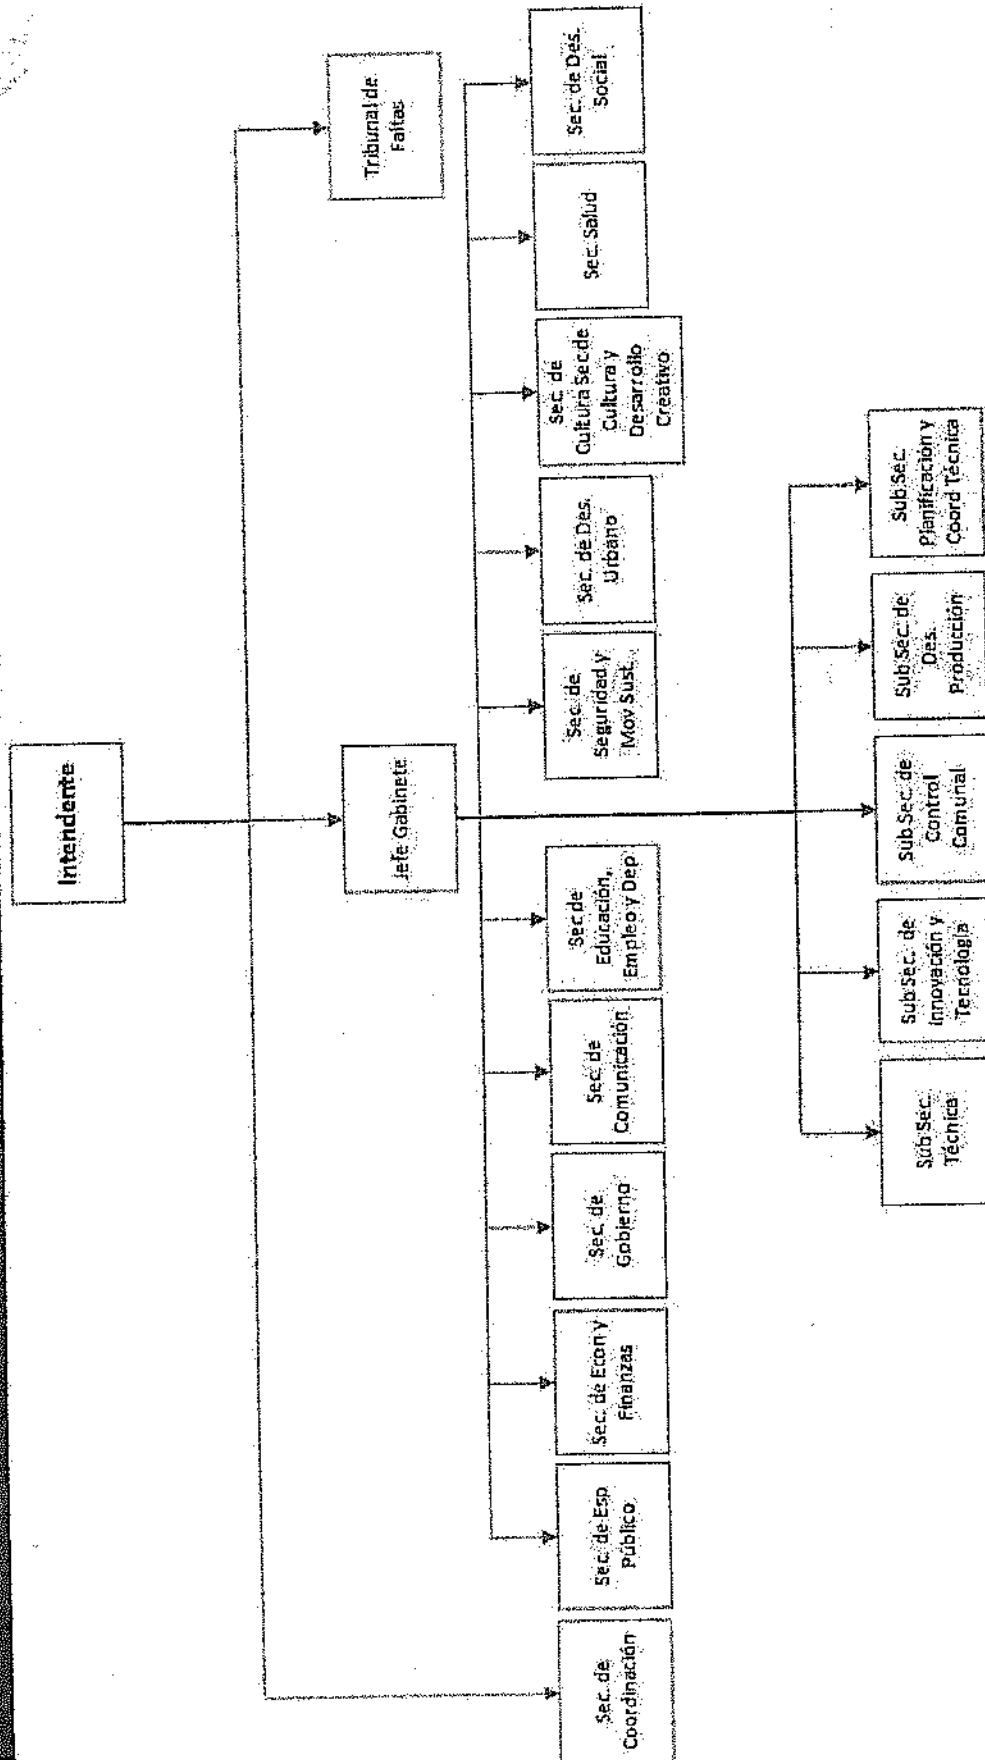 Intendente
Tribunal de
Faltas
Jefe Gabinete
Sec. de
Coordinación
Sec. de Esp
Público
Sec. de Econ y
Finanzas
Sec. de
Gobierno
Sec. de
Comunicación
Sec de
Educación,
Empleo y Dep
Sec. de
Seguridad y
Mov Sust.
Sec. de Des.
Urbano
Sec. de
Cultura Sec de
Cultura y
Desarrollo
Creativo
Sec. Salud
Sec. de Des.
Social
Sub Sec.
Técnica
Sub Sec. de
Innovación y
Tecnología
Sub Sec. de
Control
Comunal
Sub Sec. de
Des.
Producción
Sub Sec.
Planificación y
Coord Técnica